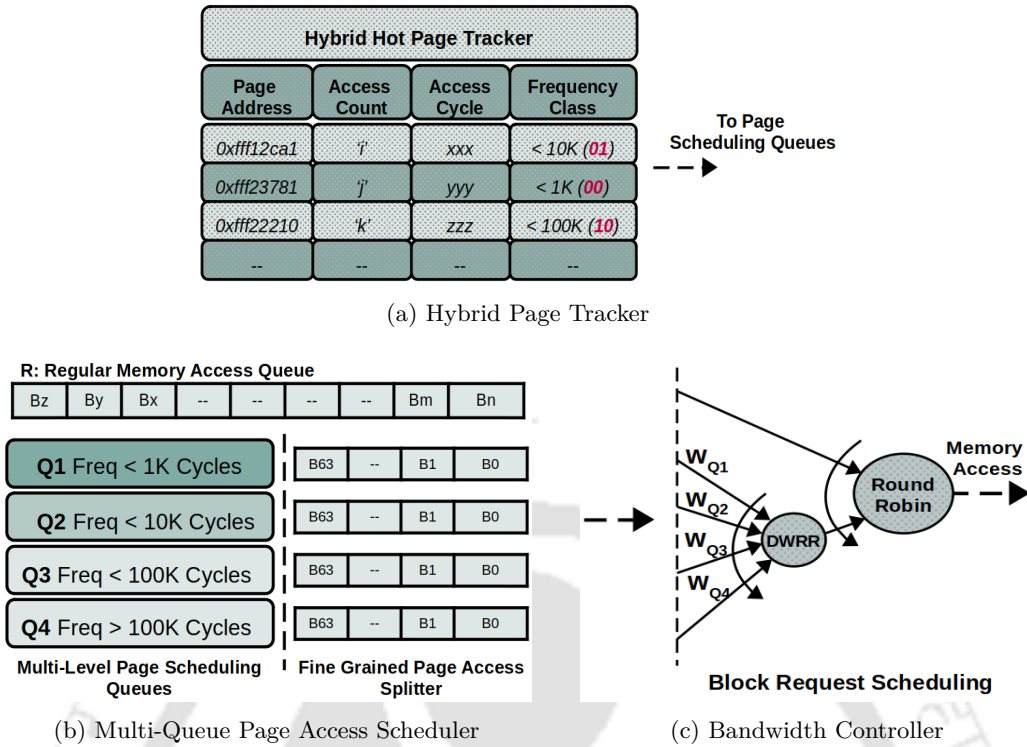 Hybrid Hot Page Tracker
Page Address Access Count Access Cycle Frequency Class
0xfff12ca1 'i' xxx < 10K (01)
0xfff23781 'j' yyy < 1K (00)
0xfff22210 'k' zzz < 100K (10)
-- -- -- --
To Page
Scheduling Queues
(a) Hybrid Page Tracker
R: Regular Memory Access Queue
Bz By Bx -- -- -- -- Bm Bn
Q1 Freq < 1K Cycles B63 -- B1 B0
Q2 Freq < 10K Cycles B63 -- B1 B0
Q3 Freq < 100K Cycles B63 -- B1 B0
Q4 Freq > 100K Cycles B63 -- B1 B0
Multi-Level Page Scheduling
Queues
Fine Grained Page Access
Splitter
(b) Multi-Queue Page Access Scheduler
WQ1
WQ2
WQ3
WQ4
DWRR
Round
Robin
Memory
Access
Block Request Scheduling
(c) Bandwidth Controller